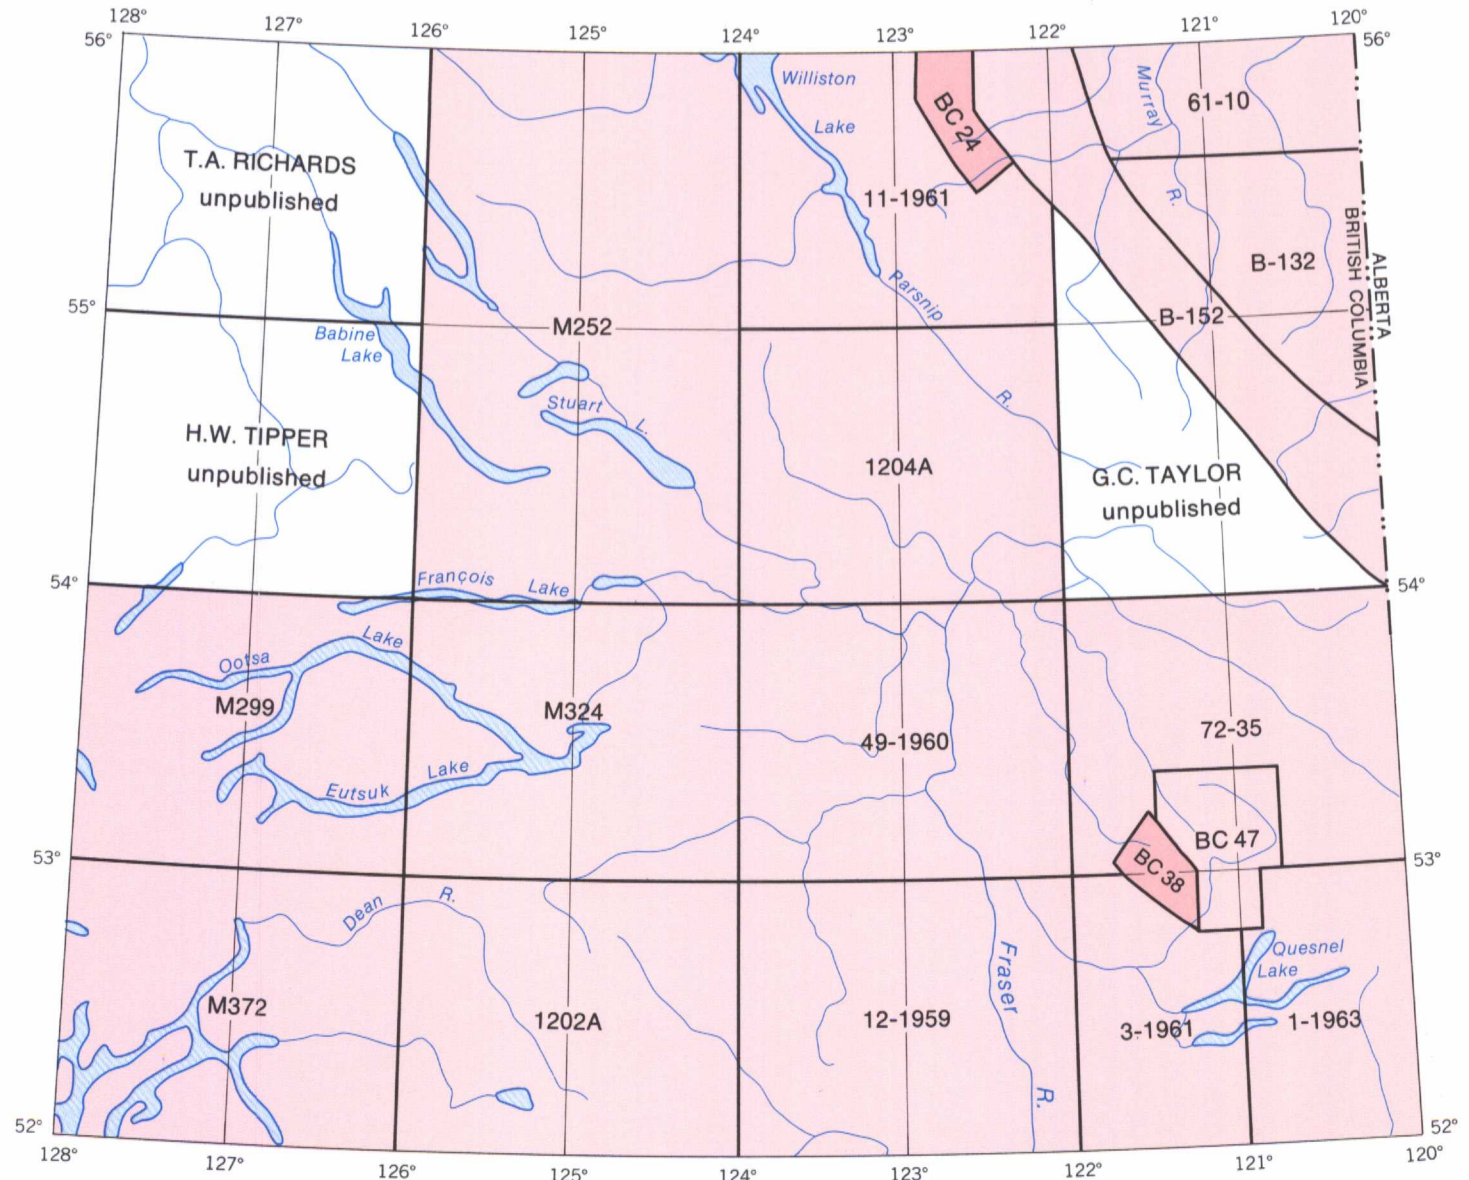 128°
127°
126°
125°
124°
123°
122°
121°
120°
56°
56°
Williston
Lake
BC 24
Murray
R.
61-10
T.A. RICHARDS
unpublished
11-1961
B-132
BRITISH COLUMBIA
ALBERTA
Parsnip
R.
55°
Babine
Lake
M252
B-152
Stuart
L.
H.W. TIPPER
unpublished
1204A
G.C. TAYLOR
unpublished
54°
54°
François Lake
Ootsa Lake
M299
M324
49-1960
72-35
Eutsuk Lake
BC 47
BC 38
53°
53°
Dean R.
Fraser
R.
Quesnel
Lake
M372
1202A
12-1959
3-1961
1-1963
52°
52°
128°
127°
126°
125°
124°
123°
122°
121°
120°